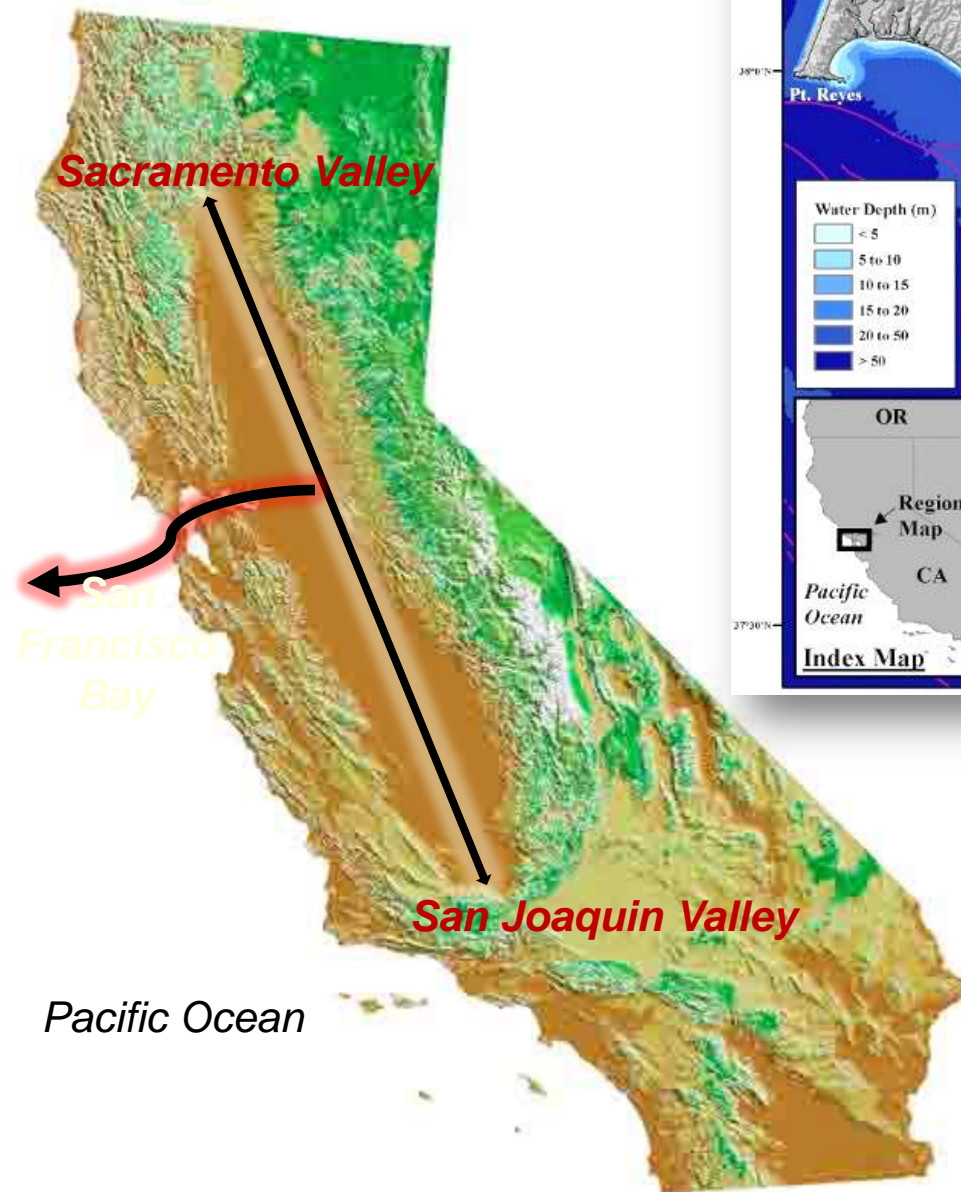 Sacramento Valley
San
Francisco
Bay
San Joaquin Valley
Pacific Ocean
38°0'N
Pt. Reyes
Water Depth (m)
< 5
5 to 10
10 to 15
15 to 20
20 to 50
> 50
OR
Region
Map
CA
Pacific
Ocean
Index Map
37°30'N